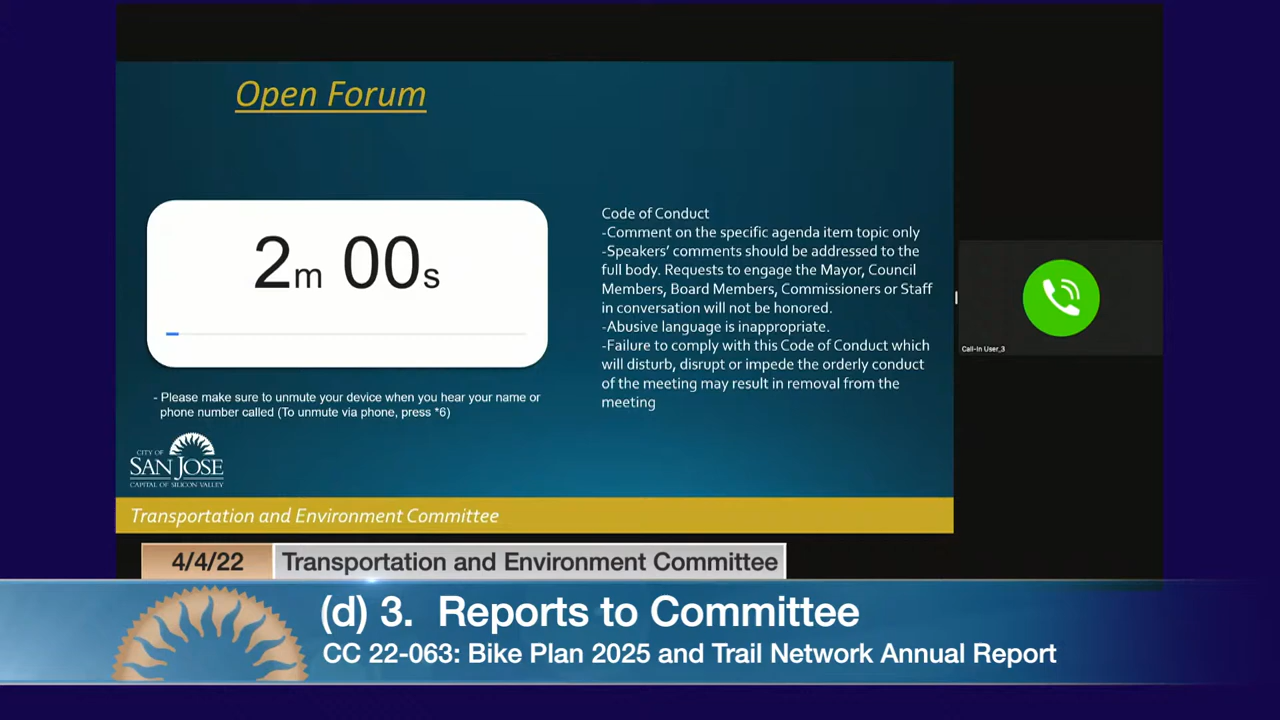 Open Forum
2m 00s
- Please make sure to unmute your device when you hear your name or
phone number called (To unmute via phone, press *6)
Code of Conduct
-Comment on the specific agenda item topic only
-Speakers' comments should be addressed to the
full body. Requests to engage the Mayor, Council
Members, Board Members, Commissioners or Staff
in conversation will not be honored.
-Abusive language is inappropriate.
-Failure to comply with this Code of Conduct which
will disturb, disrupt or impede the orderly conduct
of the meeting may result in removal from the
meeting
Call-In User_3
CITY OF
SAN JOSE
CAPITAL OF SILICON VALLEY
Transportation and Environment Committee
4/4/22 Transportation and Environment Committee
(d) 3. Reports to Committee
CC 22-063: Bike Plan 2025 and Trail Network Annual Report